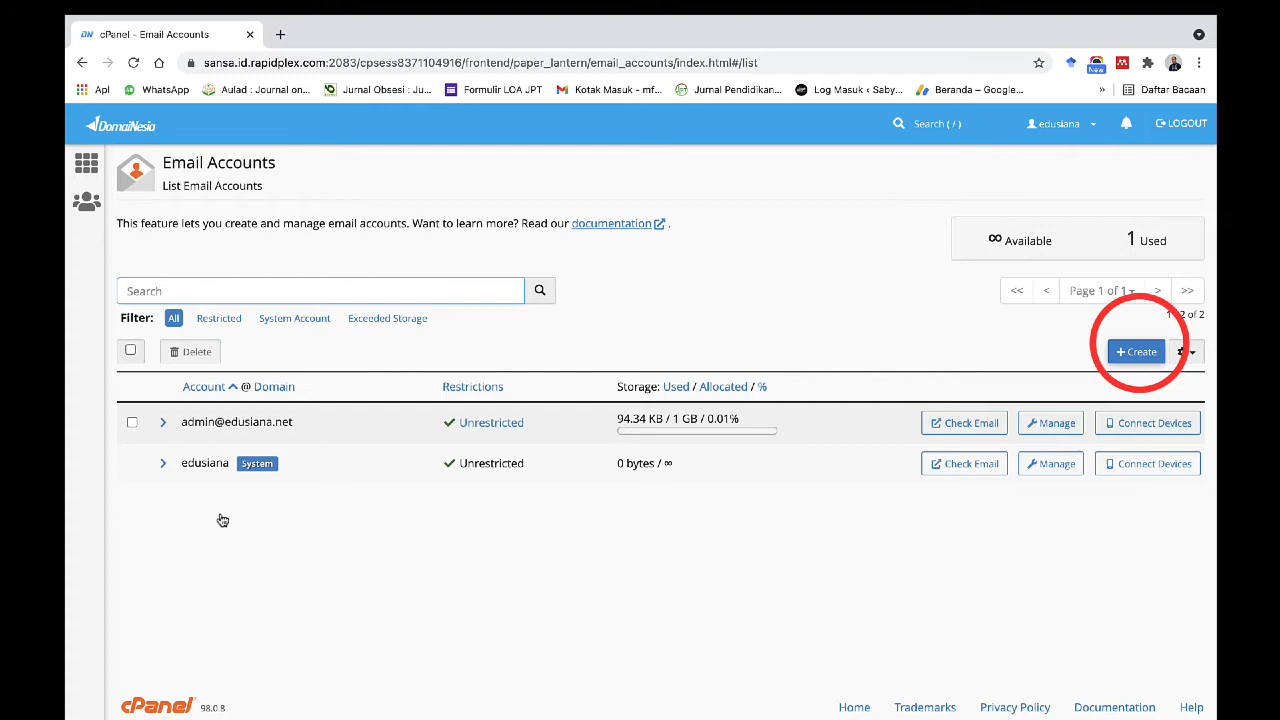 DN cPanel - Email Accounts
sansa.id.rapidplex.com:2083/cpsess8371104916/frontend/paper_lantern/email_accounts/index.html#/list
New
Apl WhatsApp Aulad : Journal on... Jurnal Obsesi : Ju... Formulir LOA JPT Kotak Masuk - mf... Jurnal Pendidikan... Log Masuk ‹ Saby... Beranda – Google... » Daftar Bacaan
DomaiNesia Search ( / ) edusiana LOGOUT
Email Accounts
List Email Accounts
This feature lets you create and manage email accounts. Want to learn more? Read our documentation .
∞ Available 1 Used
Search << < Page 1 of 1 > >>
Filter: All Restricted System Account Exceeded Storage
2 of 2
Delete + Create
Account @ Domain Restrictions Storage: Used / Allocated / %
admin@edusiana.net Unrestricted 94.34 KB / 1 GB / 0.01% Check Email Manage Connect Devices
edusiana System Unrestricted 0 bytes / ∞ Check Email Manage Connect Devices
cPanel 98.0.8 Home Trademarks Privacy Policy Documentation Help